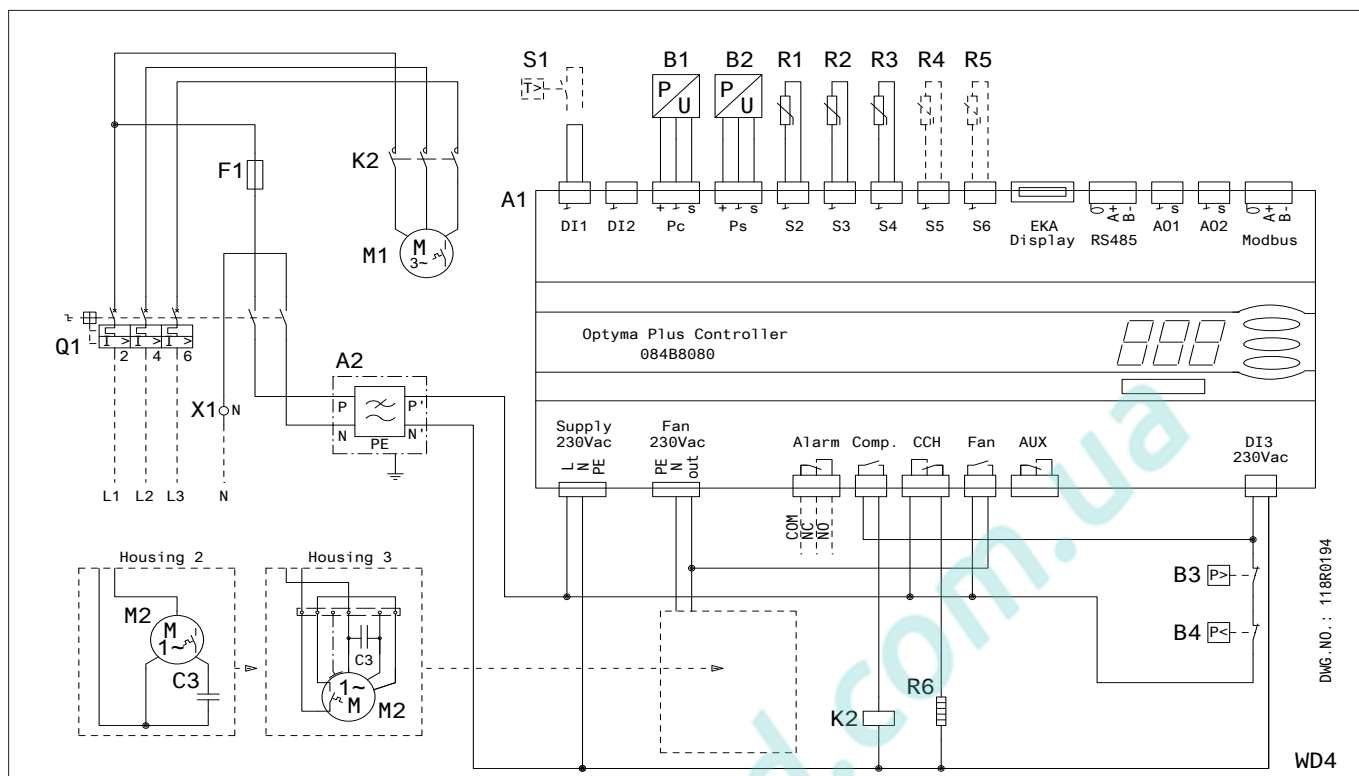 S1
T>
B1
P
U
B2
P
U
R1
R2
R3
R4
R5
F1
K2
M1
M
3~
A1
DI1
DI2
+
s
Pc
+
s
Ps
S2
S3
S4
S5
S6
EKA
Display
O
A+
B-
RS485
s
AO1
s
AO2
O
A+
B-
Modbus
Q1
I > I > I >
2 4 6
Optyma Plus Controller
084B8080
A2
P P'
N N'
PE
X1 N
L1 L2 L3 N
Supply
230Vac
L
N
PE
Fan
230Vac
PE
N
out
Alarm
Comp.
CCH
Fan
AUX
DI3
230Vac
COM
NC
NO
Housing 2
M2
M
1~
C3
Housing 3
C3
1~
M
M2
B3 P>
B4 P<
K2
R6
DWG.NO.: 118R0194
WD4
d.com.ua